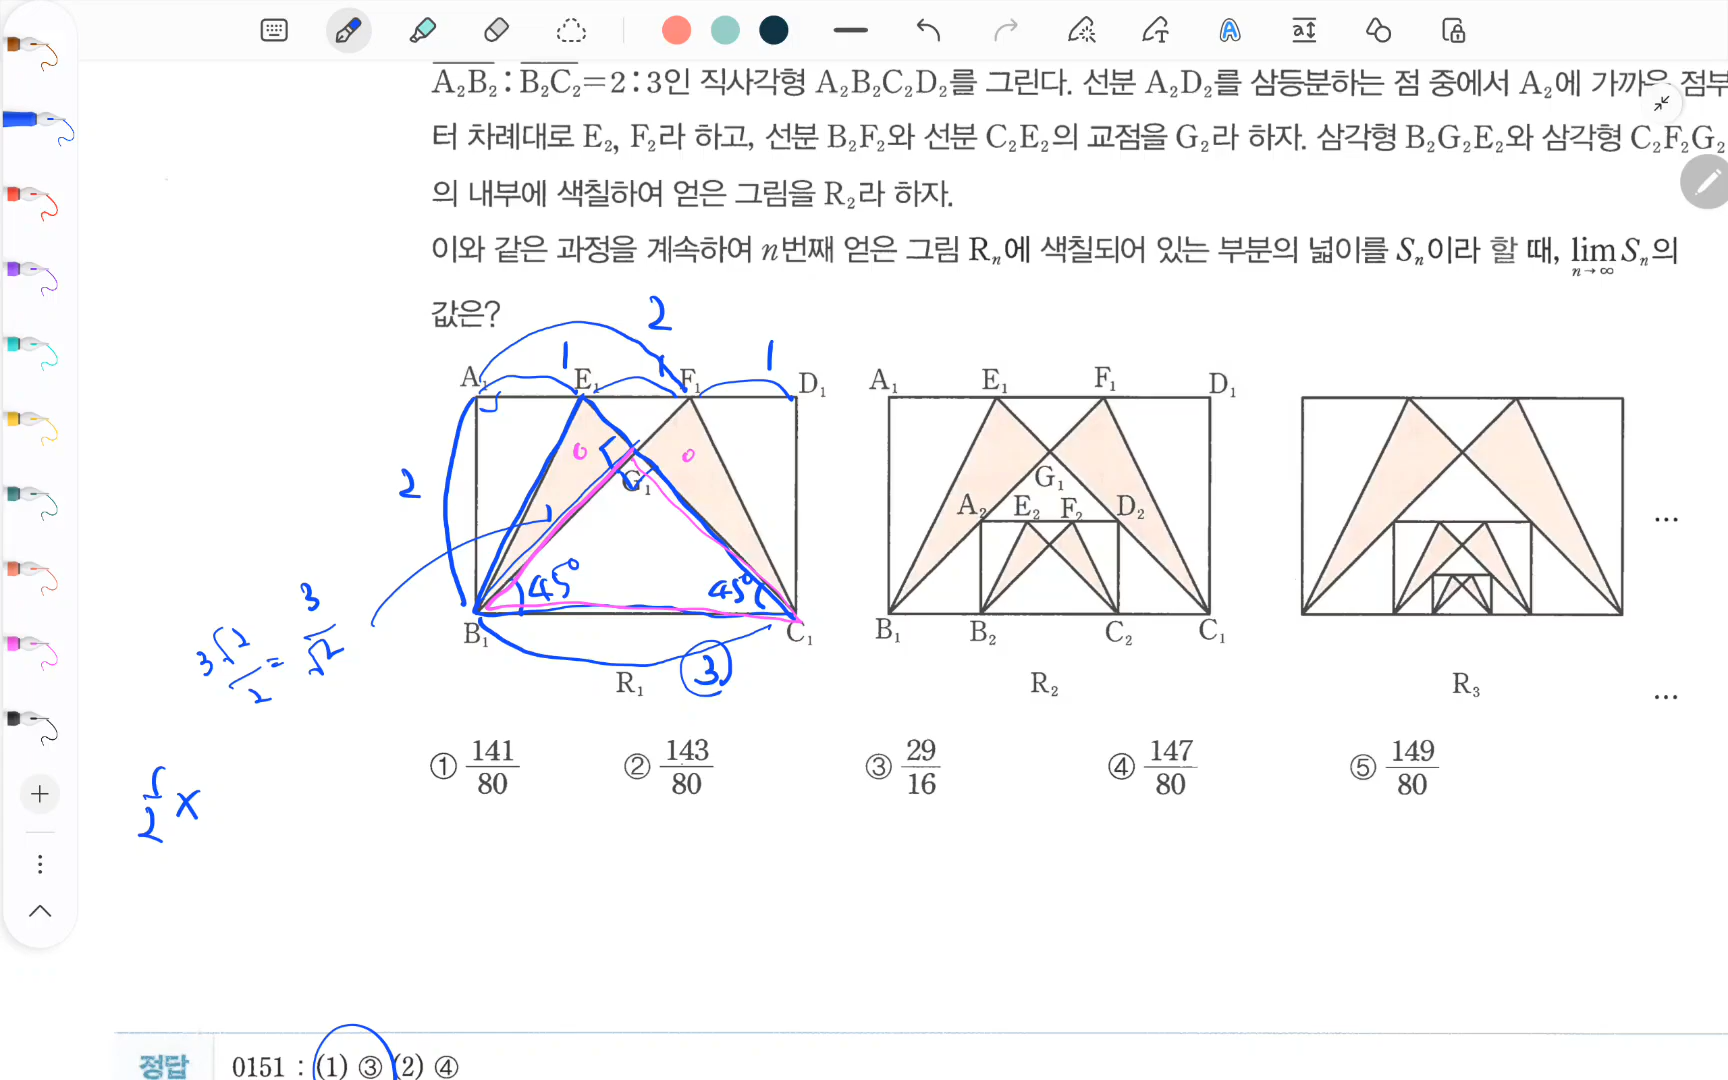 A₂B₂ : B₂C₂=2 : 3인 직사각형 A₂B₂C₂D₂를 그린다. 선분 A₂D₂를 삼등분하는 점 중에서 A₂에 가까운 점부
터 차례대로 E₂, F₂라 하고, 선분 B₂F₂와 선분 C₂E₂의 교점을 G₂라 하자. 삼각형 B₂G₂E₂와 삼각형 C₂F₂G₂
의 내부에 색칠하여 얻은 그림을 R₂라 하자.
이와 같은 과정을 계속하여 n번째 얻은 그림 Rₙ에 색칠되어 있는 부분의 넓이를 Sₙ이라 할 때, lim Sₙ의
n→∞
값은?
2
1 1 1
A₁ E₁ F₁ D₁
2
G₁
45° 45°
B₁ C₁
3
R₁
3√2/2 = 3/√2
A₁ E₁ F₁ D₁
G₁
A₂ E₂ F₂ D₂
B₁ B₂ C₂ C₁
R₂
...
R₃ ...
① 141/80 ② 143/80 ③ 29/16 ④ 147/80 ⑤ 149/80
1/2 ×
정답 0151 : (1) ③ (2) ④